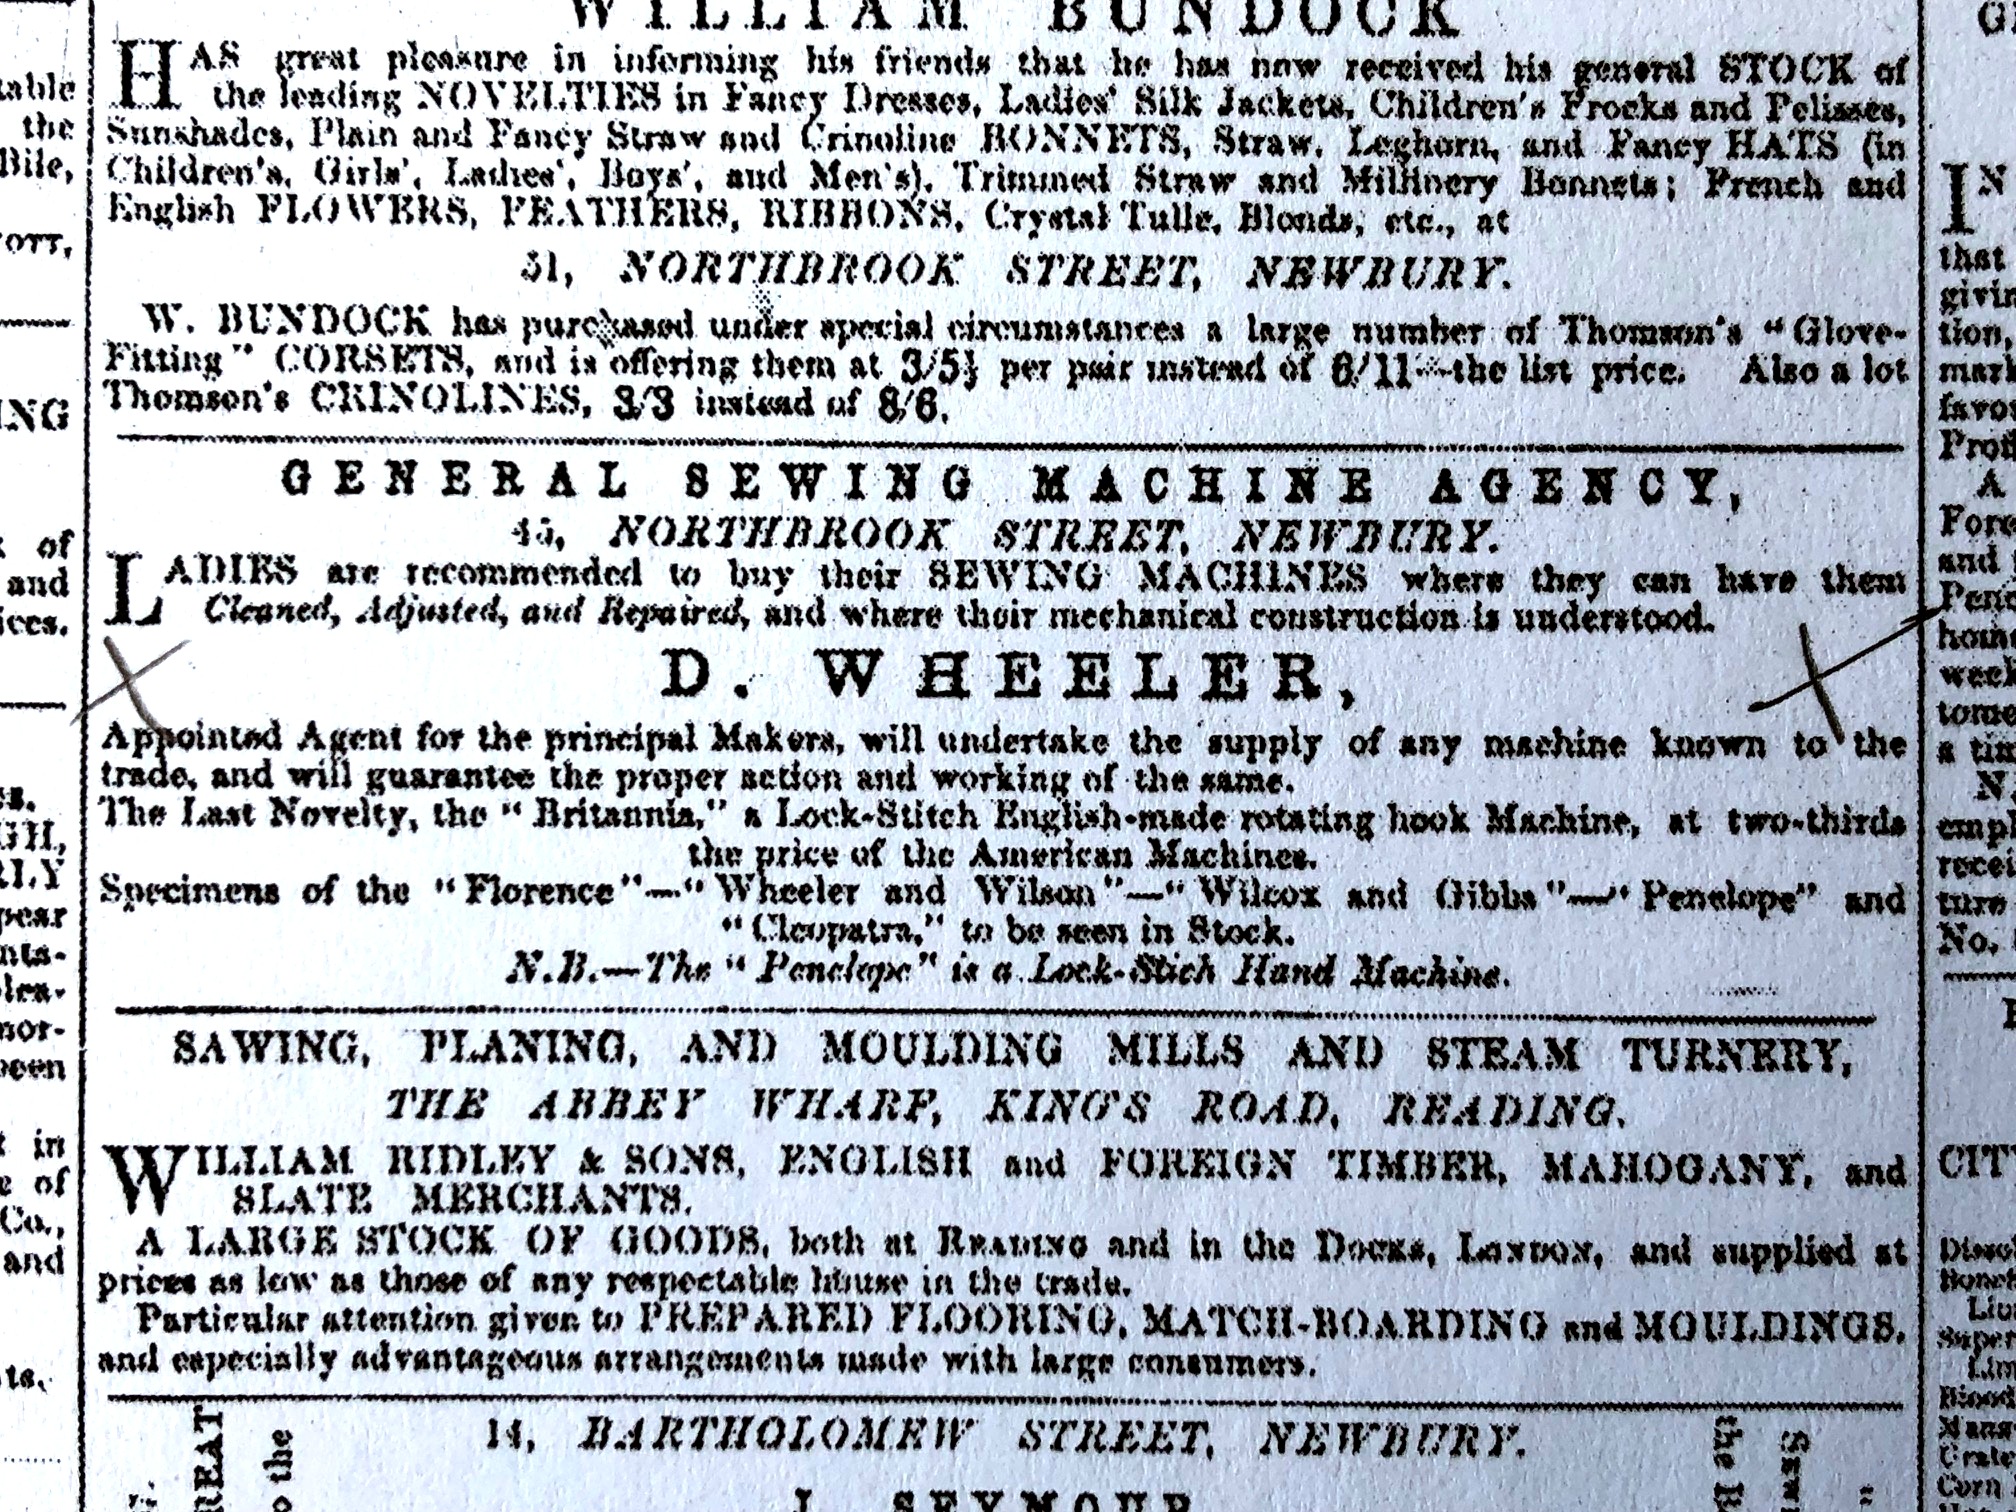 WILLIAM BUNDOCK
HAS great pleasure in informing his friends that he has now received his general STOCK of
the leading NOVELTIES in Fancy Dresses, Ladies' Silk Jackets, Children's Frocks and Pelisses,
Sunshades, Plain and Fancy Straw and Crinoline BONNETS, Straw, Leghorn, and Fancy HATS (in
Children's, Girls', Ladies', Boys', and Men's), Trimmed Straw and Millinery Bonnets; French and
English FLOWERS, FEATHERS, RIBBONS, Crystal Tulle, Blonds, etc., at
51, NORTHBROOK STREET, NEWBURY.
W. BUNDOCK has purchased under special circumstances a large number of Thomson's "Glove-
Fitting" CORSETS, and is offering them at 3/5½ per pair instead of 6/11—the list price. Also a lot
Thomson's CRINOLINES, 3/3 instead of 8/6.
GENERAL SEWING MACHINE AGENCY,
45, NORTHBROOK STREET, NEWBURY.
LADIES are recommended to buy their SEWING MACHINES where they can have them
Cleaned, Adjusted, and Repaired, and where their mechanical construction is understood.
D. WHEELER,
Appointed Agent for the principal Makers, will undertake the supply of any machine known to the
trade, and will guarantee the proper action and working of the same.
The Last Novelty, the "Britannia," a Lock-Stitch English-made rotating hook Machine, at two-thirds
the price of the American Machines.
Specimens of the "Florence"—"Wheeler and Wilson"—"Wilcox and Gibbs"—"Penelope" and
"Cleopatra," to be seen in Stock.
N.B.—The "Penelope" is a Lock-Stich Hand Machine.
SAWING, PLANING, AND MOULDING MILLS AND STEAM TURNERY,
THE ABBEY WHARF, KING'S ROAD, READING.
WILLIAM RIDLEY & SONS, ENGLISH and FOREIGN TIMBER, MAHOGANY, and
SLATE MERCHANTS.
A LARGE STOCK OF GOODS, both at READING and in the DOCKS, LONDON, and supplied at
prices as low as those of any respectable house in the trade.
Particular attention given to PREPARED FLOORING, MATCH-BOARDING and MOULDINGS,
and especially advantageous arrangements made with large consumers.
14, BARTHOLOMEW STREET, NEWBURY.
J. SEYMOUR